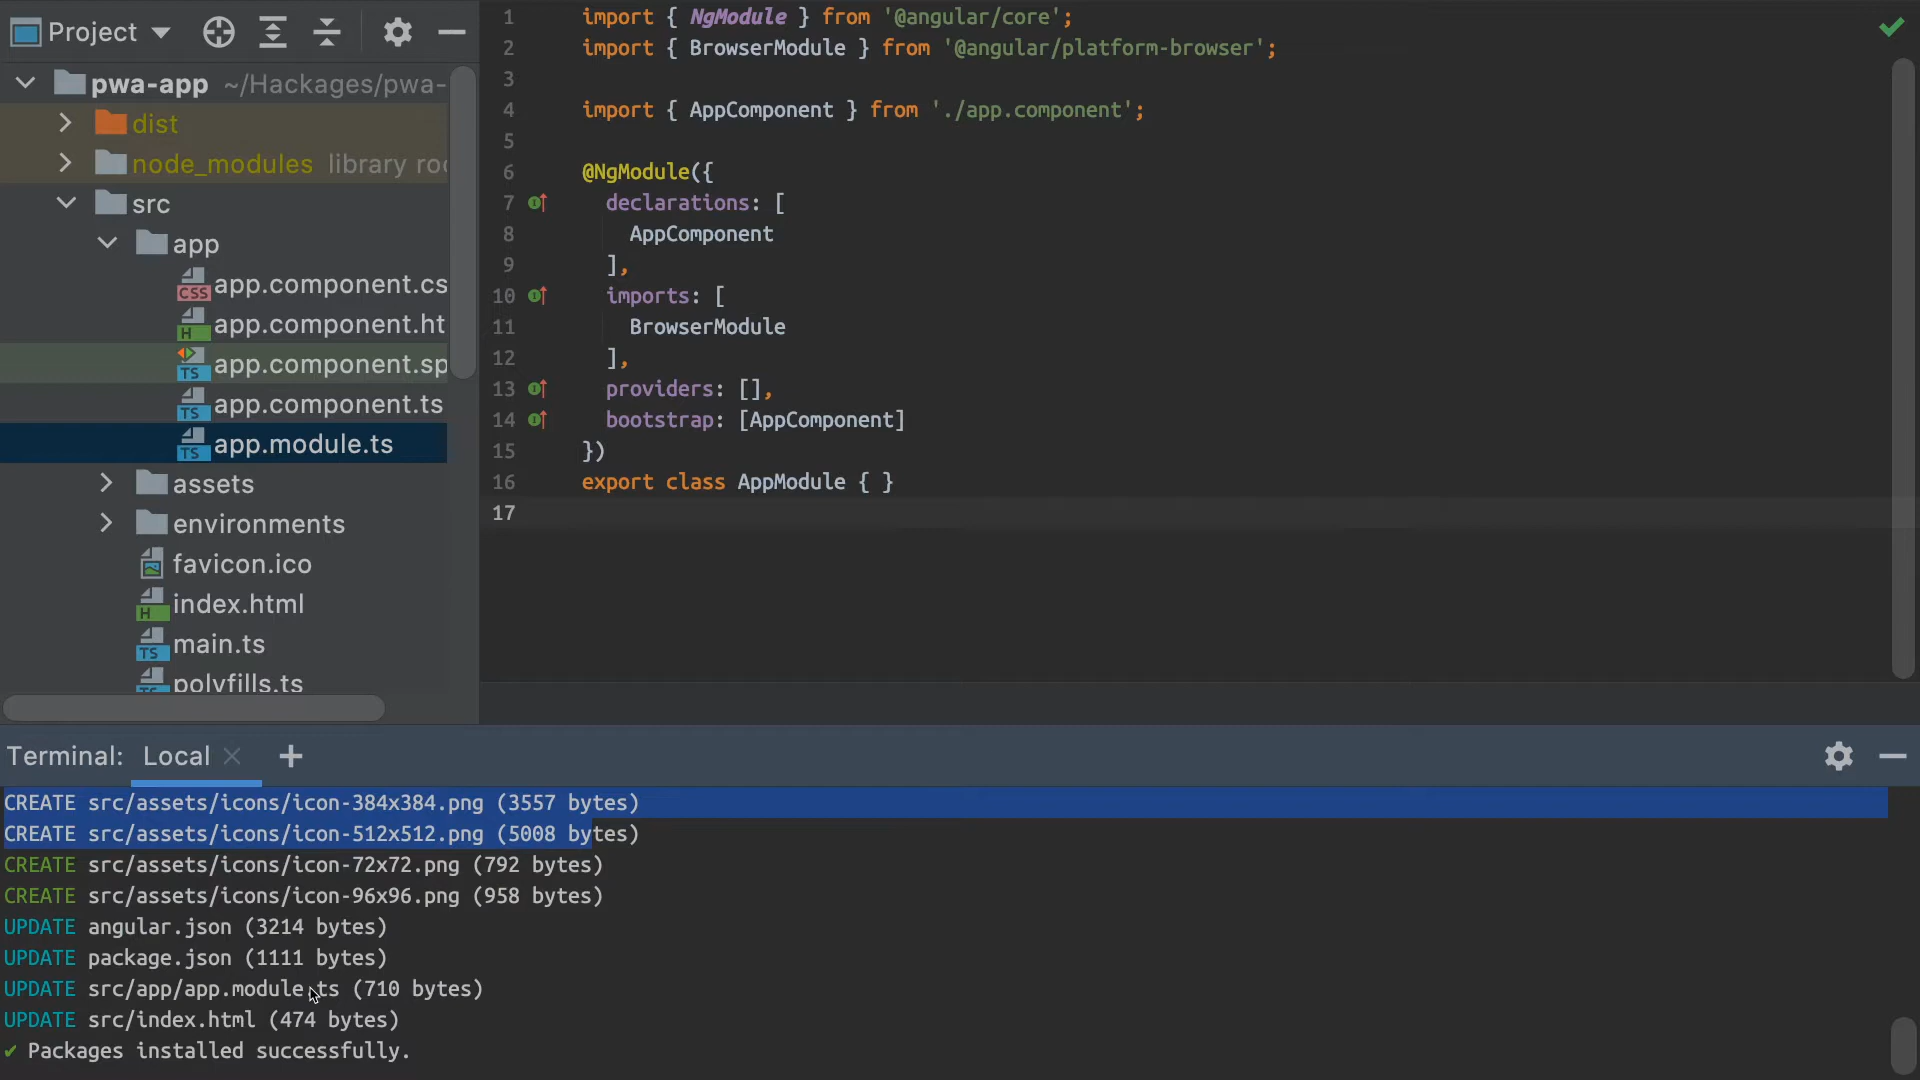 Project
pwa-app ~/Hackages/pwa-
dist
node_modules library roo
src
app
CSS app.component.cs
H app.component.ht
TS app.component.sp
TS app.component.ts
TS app.module.ts
assets
environments
favicon.ico
H index.html
TS main.ts
polyfills.ts
1 import { NgModule } from '@angular/core';
2 import { BrowserModule } from '@angular/platform-browser';
3
4 import { AppComponent } from './app.component';
5
6 @NgModule({
7 declarations: [
8 AppComponent
9 ],
10 imports: [
11 BrowserModule
12 ],
13 providers: [],
14 bootstrap: [AppComponent]
15 })
16 export class AppModule { }
17
Terminal: Local
CREATE src/assets/icons/icon-384x384.png (3557 bytes)
CREATE src/assets/icons/icon-512x512.png (5008 bytes)
CREATE src/assets/icons/icon-72x72.png (792 bytes)
CREATE src/assets/icons/icon-96x96.png (958 bytes)
UPDATE angular.json (3214 bytes)
UPDATE package.json (1111 bytes)
UPDATE src/app/app.module.ts (710 bytes)
UPDATE src/index.html (474 bytes)
✔ Packages installed successfully.